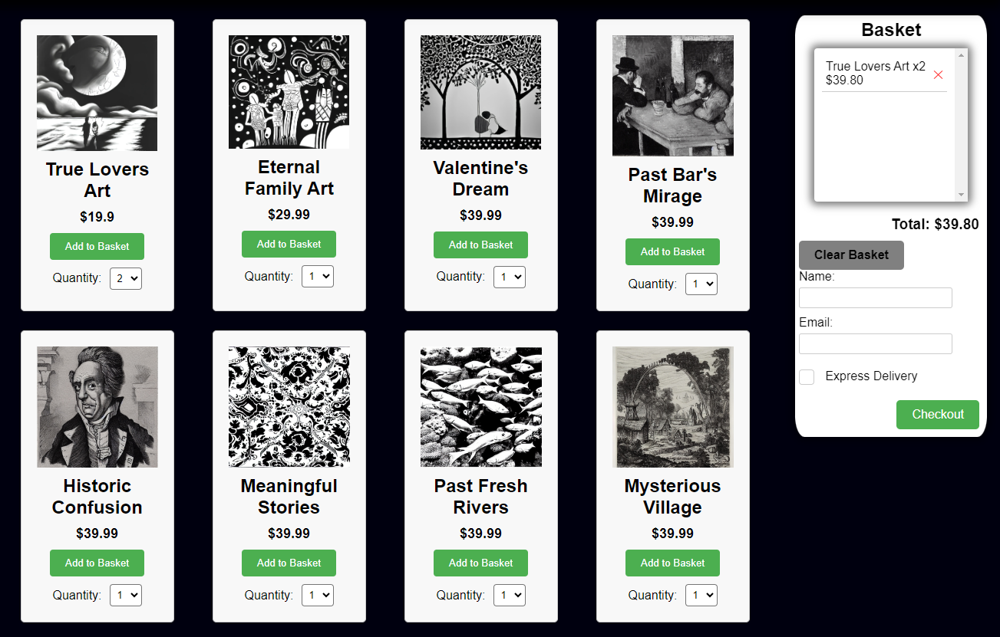 True Lovers
Art
$19.9
Add to Basket
Quantity: 2
Eternal
Family Art
$29.99
Add to Basket
Quantity: 1
Valentine's
Dream
$39.99
Add to Basket
Quantity: 1
Past Bar's
Mirage
$39.99
Add to Basket
Quantity: 1
Historic
Confusion
$39.99
Add to Basket
Quantity: 1
Meaningful
Stories
$39.99
Add to Basket
Quantity: 1
Past Fresh
Rivers
$39.99
Add to Basket
Quantity: 1
Mysterious
Village
$39.99
Add to Basket
Quantity: 1
Basket
True Lovers Art x2
$39.80
Total: $39.80
Clear Basket
Name:
Email:
Express Delivery
Checkout